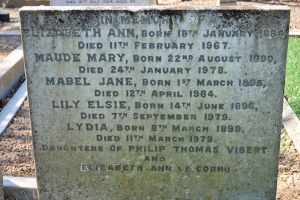 IN MEMORY OF
ELIZABETH ANN, BORN 18TH JANUARY
DIED 11TH FEBRUARY 1967.
MAUDE MARY, BORN 22ND AUGUST 1890,
DIED 24TH JANUARY 1978.
MABEL JANE, BORN 1ST MARCH 1895,
DIED 12TH APRIL 1984.
LILY ELSIE, BORN 14TH JUNE 1896,
DIED 7TH SEPTEMBER 1979.
LYDIA, BORN 8TH MARCH 1898,
DIED 11TH MARCH 1979.
DAUGHTERS OF PHILIP THOMAS VIBERT
AND
ELIZABETH ANN LE CORNU